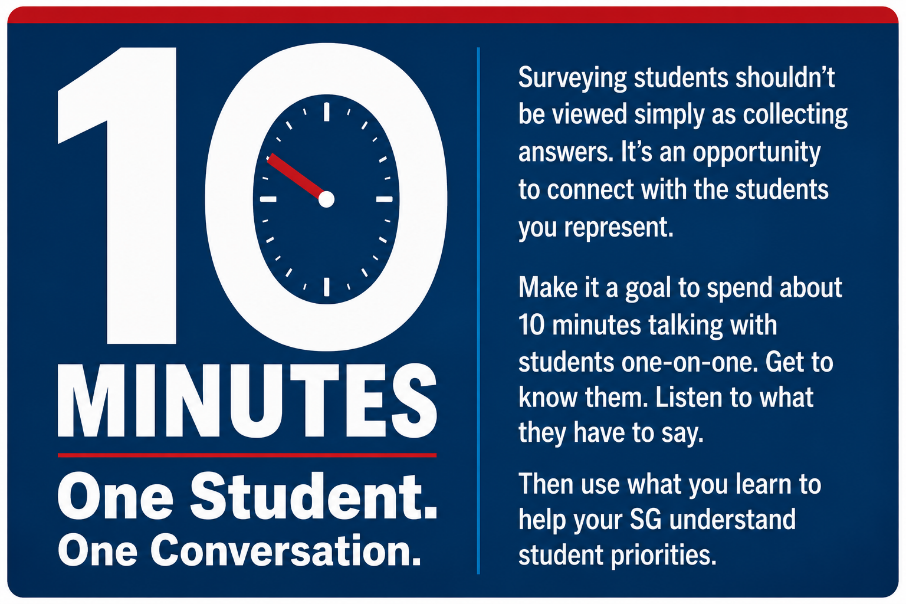 10
MINUTES
One Student.
One Conversation.
Surveying students shouldn’t
be viewed simply as collecting
answers. It’s an opportunity
to connect with the students
you represent.
Make it a goal to spend about
10 minutes talking with
students one-on-one. Get to
know them. Listen to what
they have to say.
Then use what you learn to
help your SG understand
student priorities.